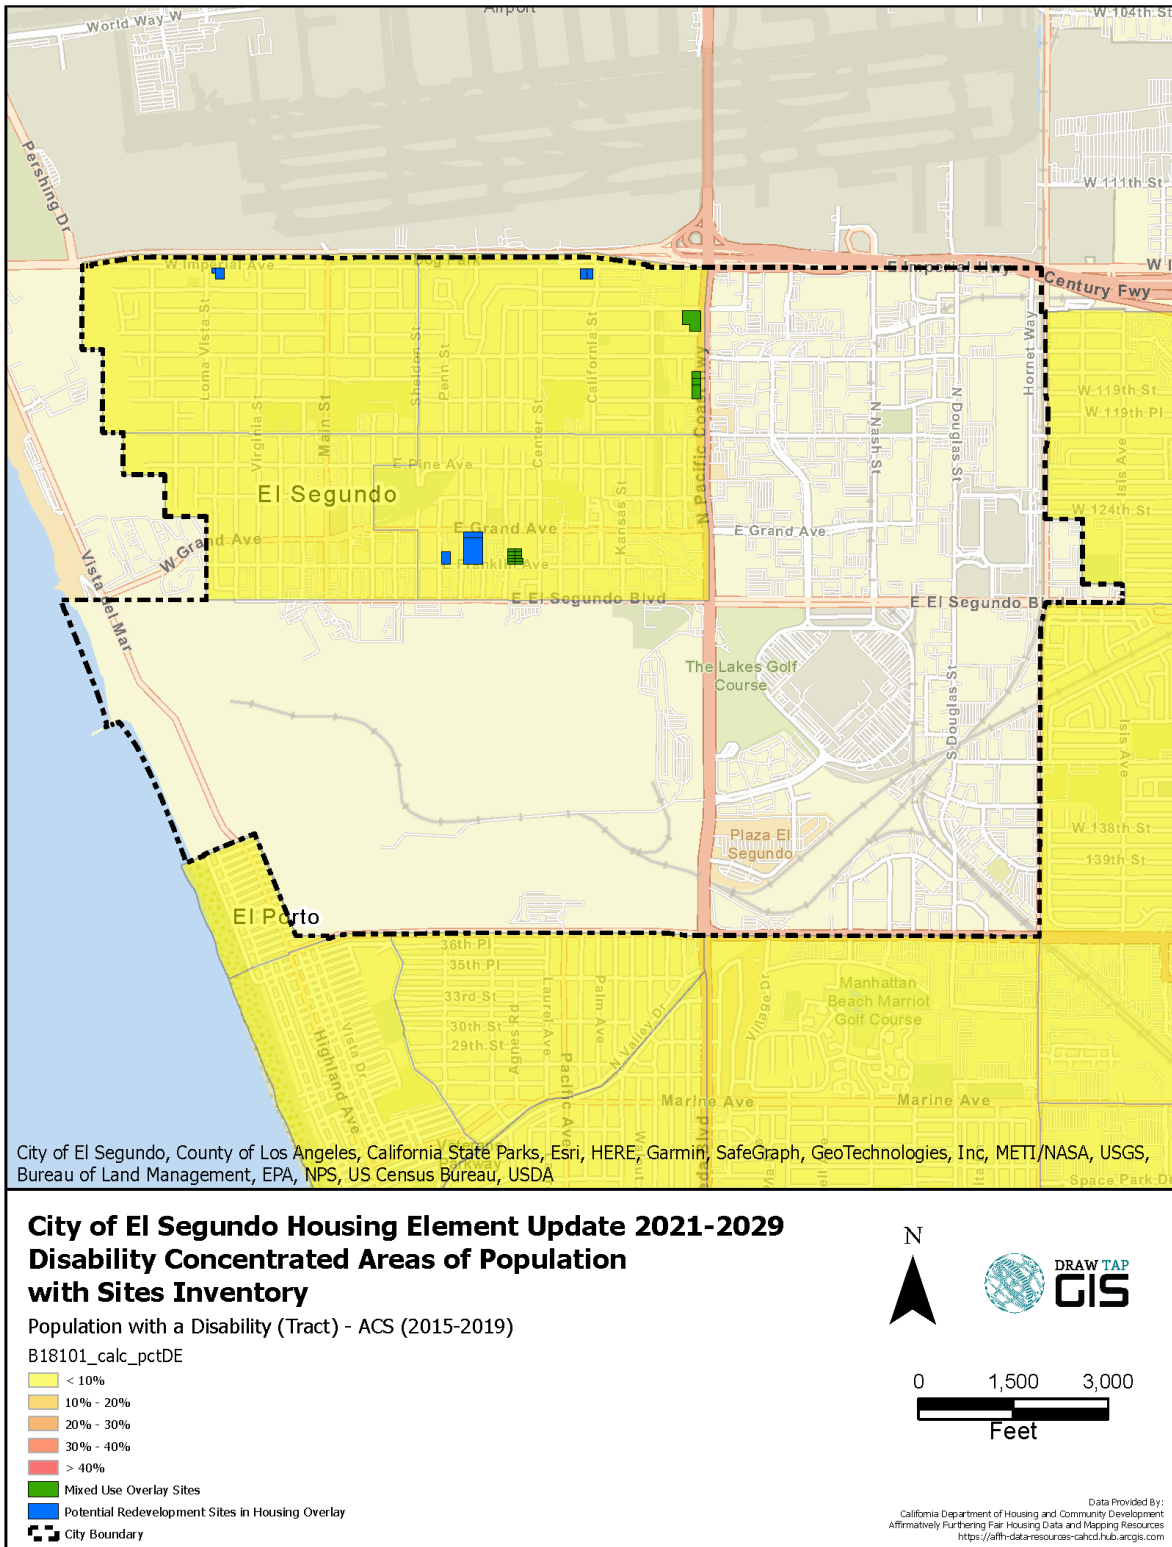 Airport
World Way W
W 104th St
Pershing Dr
W 111th St
W Imperial Ave
Dog Park
E Imperial Hwy
Century Fwy
Loma Vista St
Sheldon St
Penn St
California St
N Pacific Coast Hwy
Hornet Way
W 119th St
W 119th Pl
Virginia St
Main St
Center St
N Nash St
N Douglas St
Isis Ave
E Pine Ave
El Segundo
Kansas St
W 124th St
W Grand Ave
E Grand Ave
E Grand Ave
E Franklin Ave
Vista del Mar
E El Segundo Blvd
E El Segundo Blvd
The Lakes Golf
Course
S Douglas St
Isis Ave
Plaza El
Segundo
W 138th St
139th St
El Porto
36th Pl
35th Pl
33rd St
30th St
29th St
Agnes Rd
Laurel Ave
Palm Ave
N Valley Dr
Village Dr
Manhattan
Beach Marriot
Golf Course
Highland Ave
Vista Dr
Pacific Ave
Marine Ave
Marine Ave
Veterans
Parkway
Space Park Dr
City of El Segundo, County of Los Angeles, California State Parks, Esri, HERE, Garmin, SafeGraph, GeoTechnologies, Inc, METI/NASA, USGS,
Bureau of Land Management, EPA, NPS, US Census Bureau, USDA
City of El Segundo Housing Element Update 2021-2029
Disability Concentrated Areas of Population
with Sites Inventory
Population with a Disability (Tract) - ACS (2015-2019)
B18101_calc_pctDE
< 10%
10% - 20%
20% - 30%
30% - 40%
> 40%
Mixed Use Overlay Sites
Potential Redevelopment Sites in Housing Overlay
City Boundary
N
DRAW TAP
GIS
0 1,500 3,000
Feet
Data Provided By:
California Department of Housing and Community Development
Affirmatively Furthering Fair Housing Data and Mapping Resources
https://affh-data-resources-cahcd.hub.arcgis.com